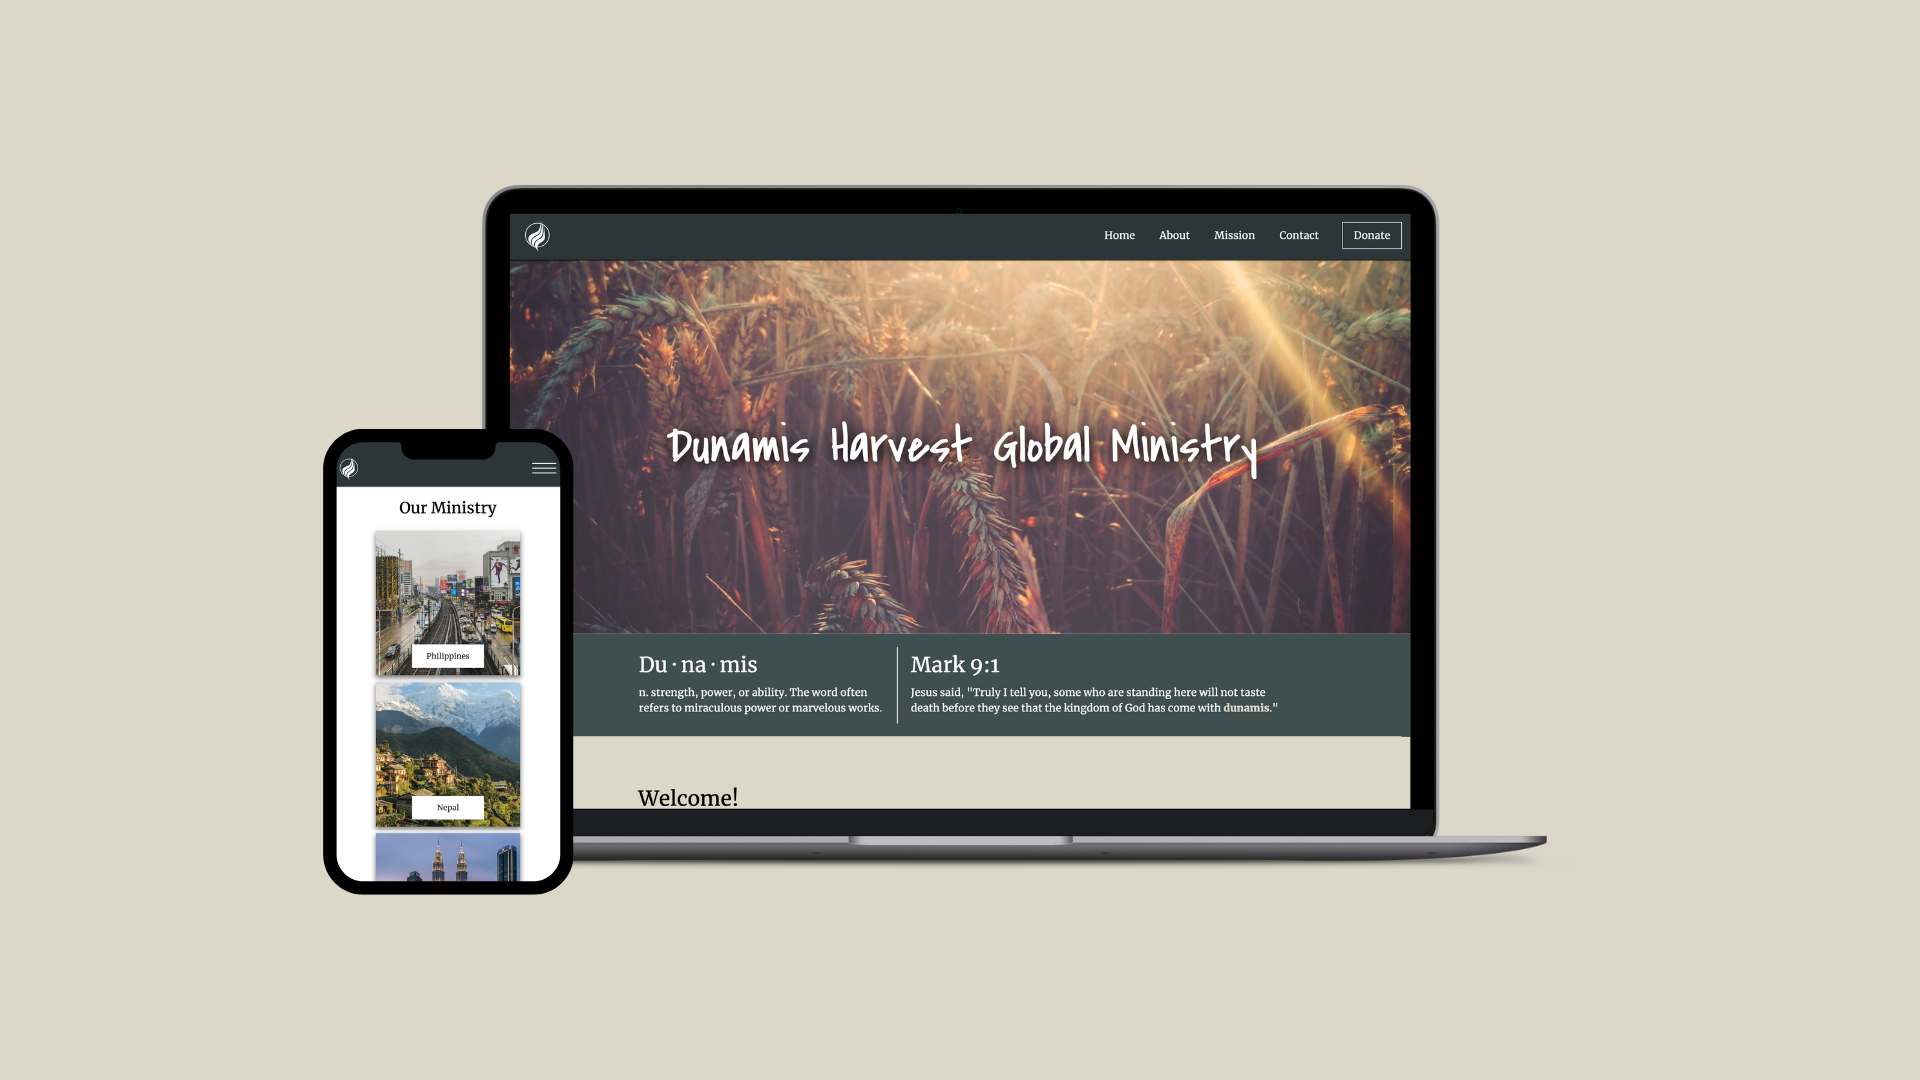 Home About Mission Contact Donate
Dunamis Harvest Global Ministry
Du · na · mis
n. strength, power, or ability. The word often
refers to miraculous power or marvelous works.
Mark 9:1
Jesus said, "Truly I tell you, some who are standing here will not taste
death before they see that the kingdom of God has come with dunamis."
Welcome!
Our Ministry
Philippines
Nepal